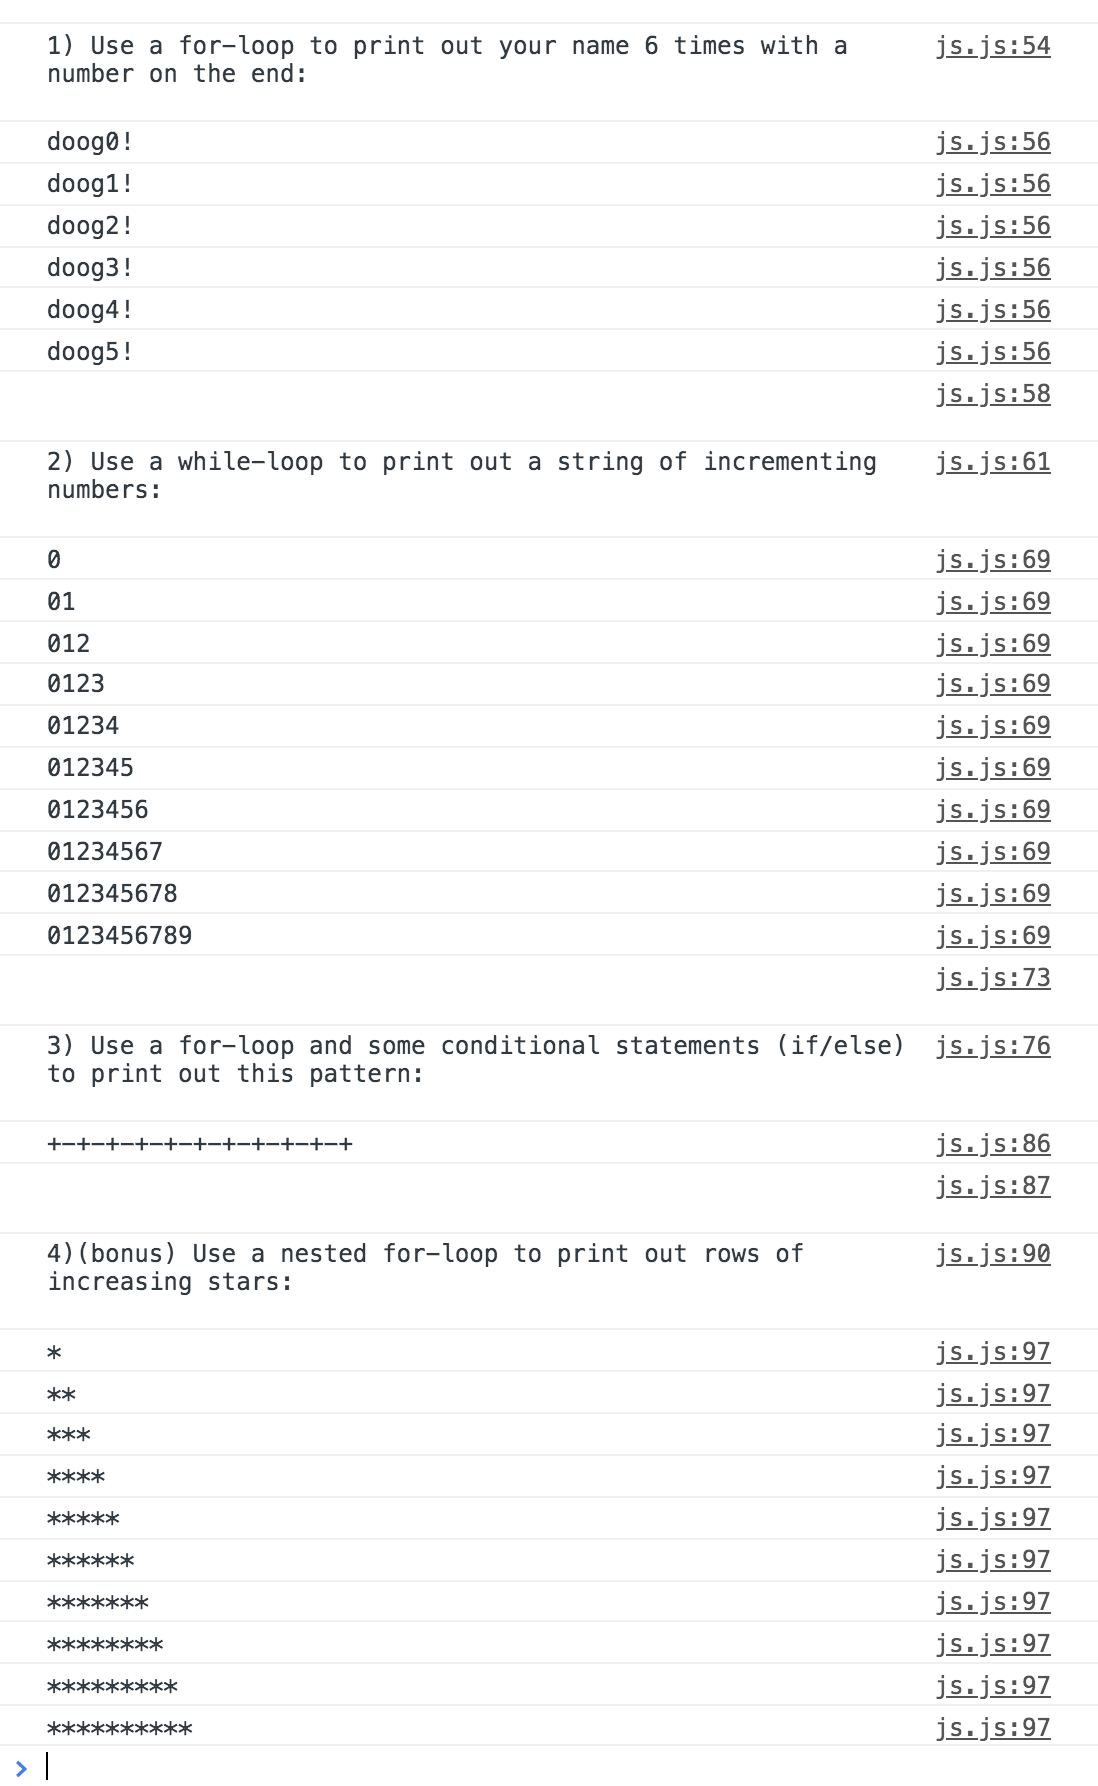 1) Use a for-loop to print out your name 6 times with a js.js:54
number on the end:
doog0! js.js:56
doog1! js.js:56
doog2! js.js:56
doog3! js.js:56
doog4! js.js:56
doog5! js.js:56
js.js:58
2) Use a while-loop to print out a string of incrementing js.js:61
numbers:
0 js.js:69
01 js.js:69
012 js.js:69
0123 js.js:69
01234 js.js:69
012345 js.js:69
0123456 js.js:69
01234567 js.js:69
012345678 js.js:69
0123456789 js.js:69
js.js:73
3) Use a for-loop and some conditional statements (if/else) js.js:76
to print out this pattern:
+-+-+-+-+-+-+-+-+-+-+ js.js:86
js.js:87
4)(bonus) Use a nested for-loop to print out rows of js.js:90
increasing stars:
* js.js:97
** js.js:97
*** js.js:97
**** js.js:97
***** js.js:97
****** js.js:97
******* js.js:97
******** js.js:97
********* js.js:97
********** js.js:97
>